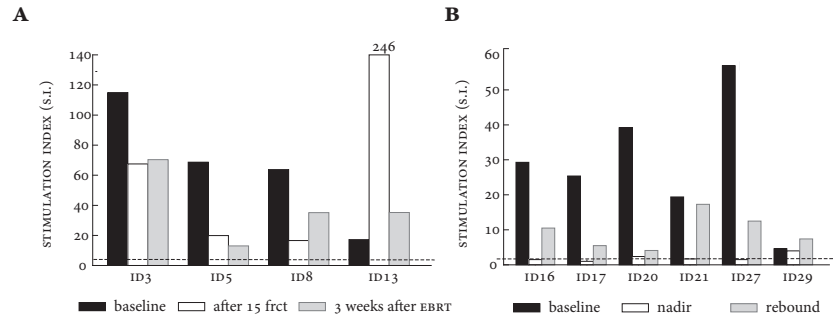 A
STIMULATION INDEX (S.I.)
140
120
100
80
60
40
20
0
246
ID3 ID5 ID8 ID13
baseline after 15 frct 3 weeks after EBRT
B
STIMULATION INDEX (S.I.)
60
50
40
30
20
10
0
ID16 ID17 ID20 ID21 ID27 ID29
baseline nadir rebound